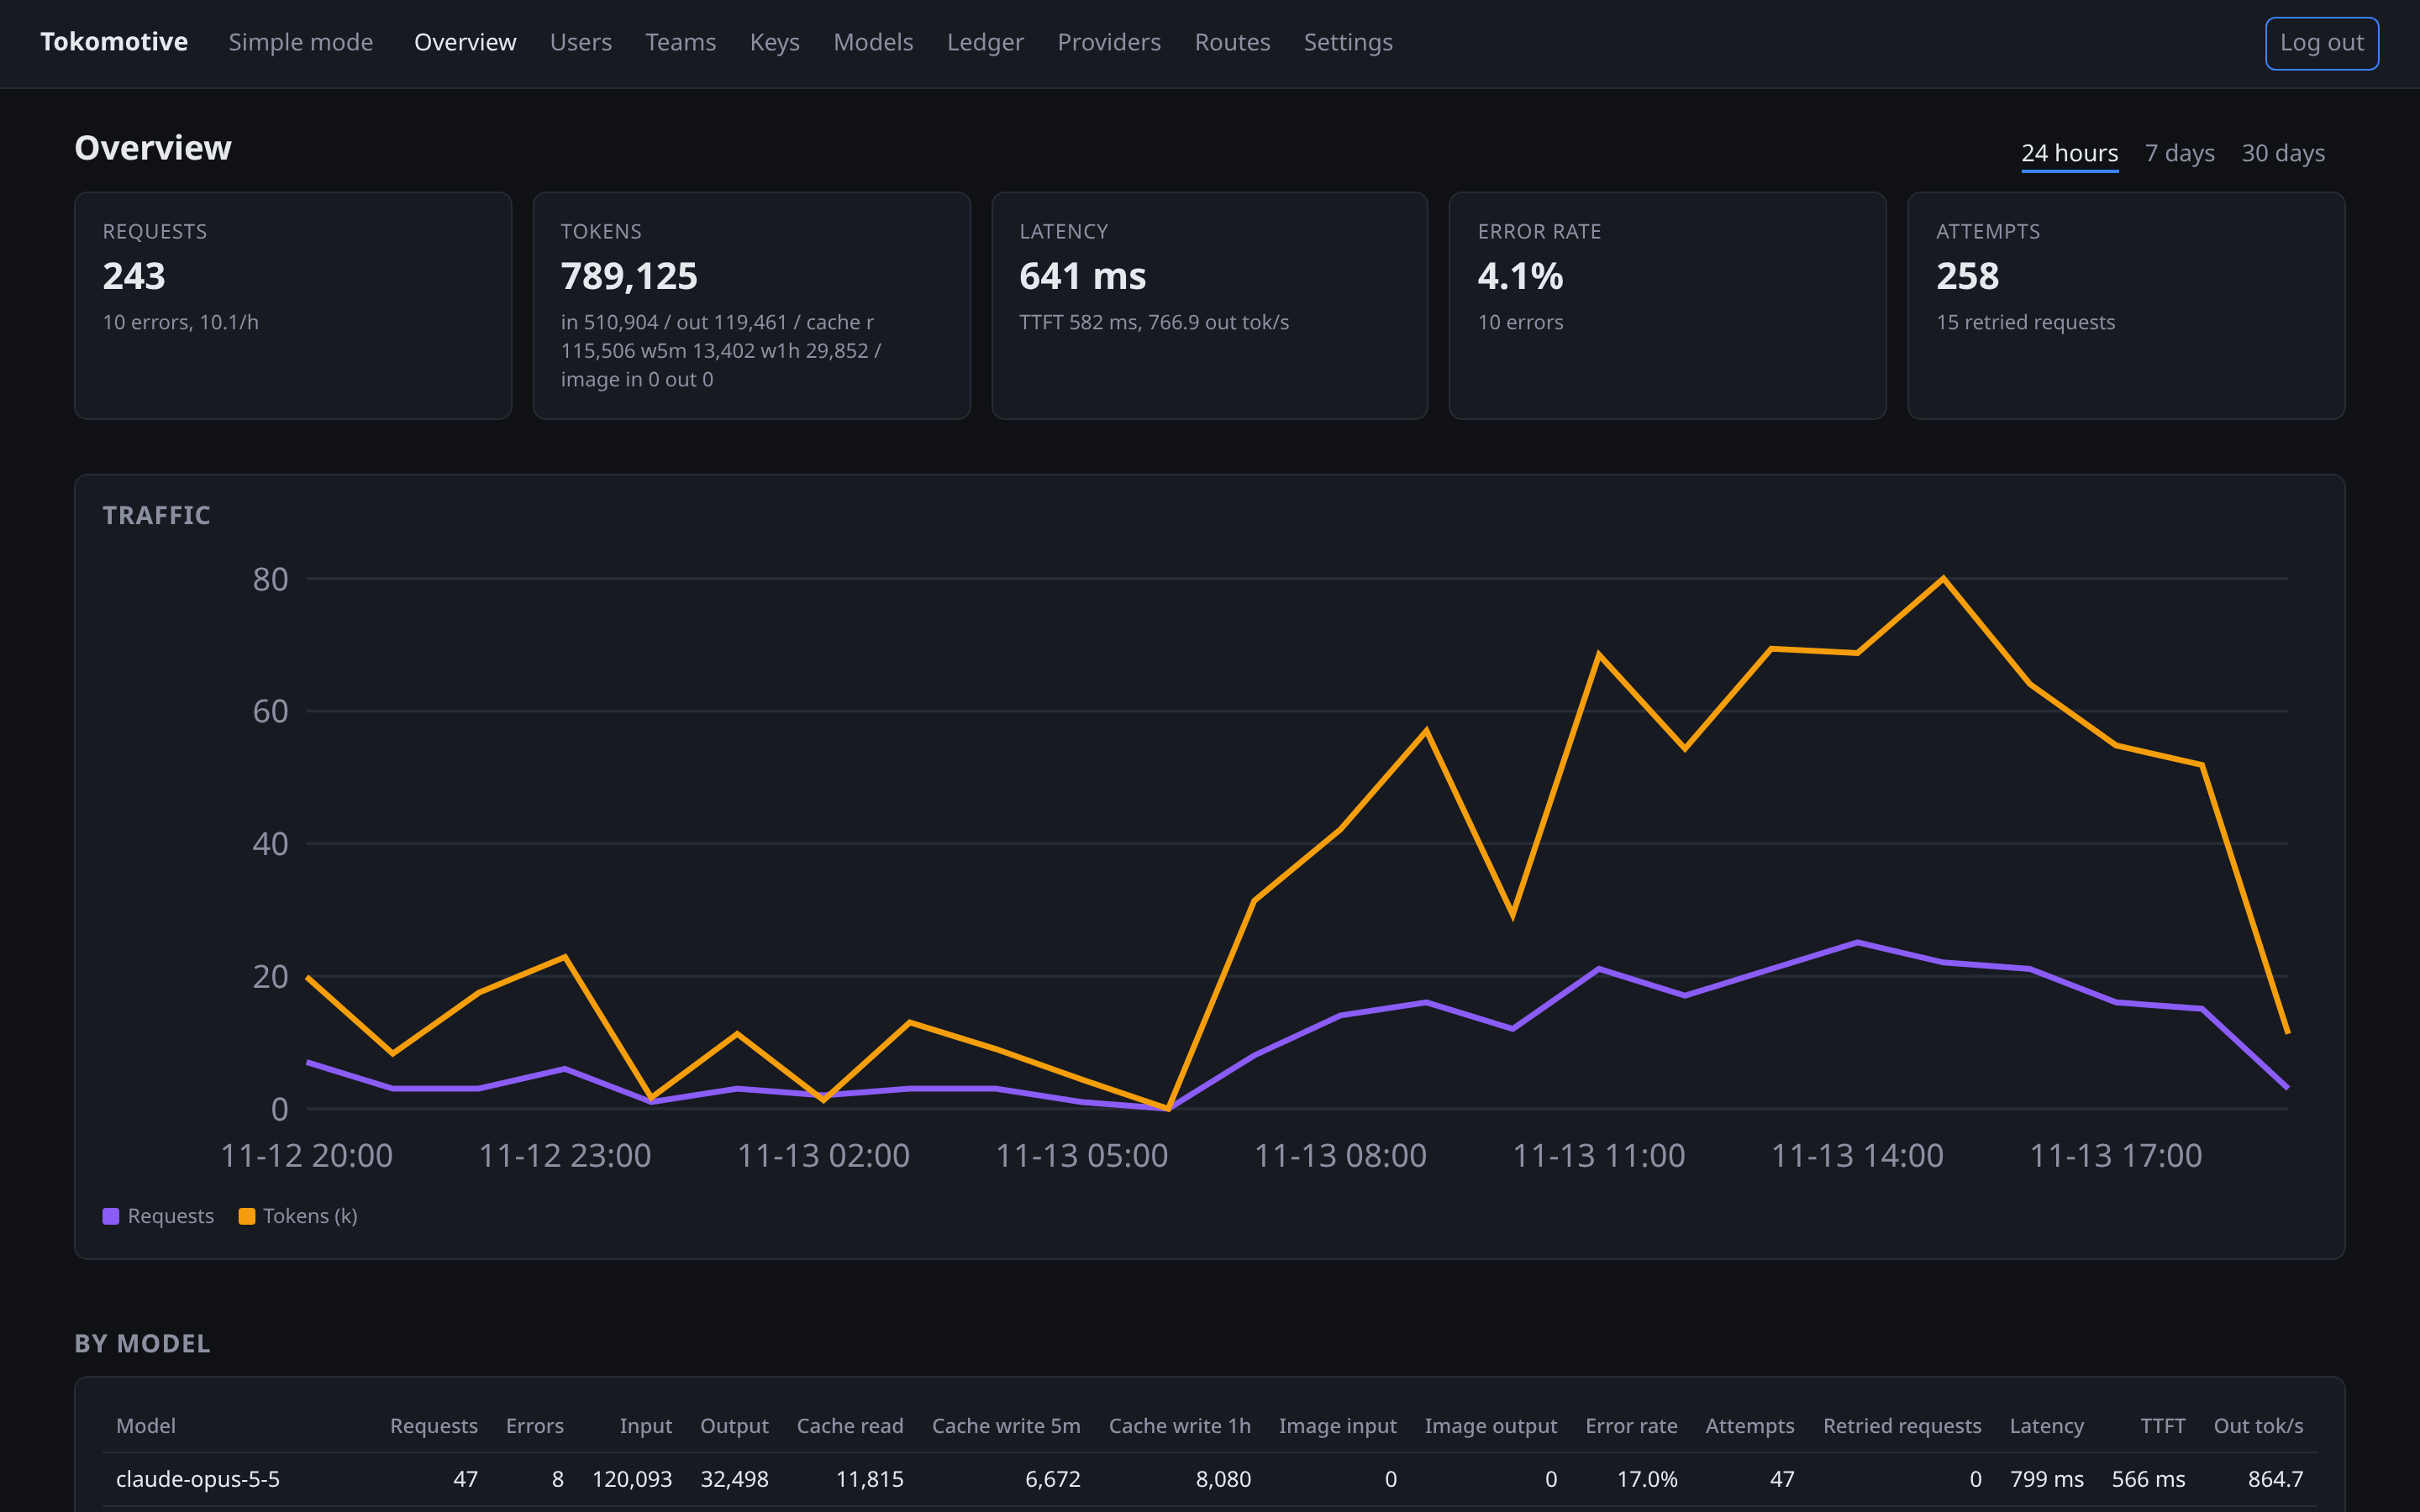 Tokomotive Simple mode Overview Users Teams Keys Models Ledger Providers Routes Settings Log out
Overview 24 hours 7 days 30 days
REQUESTS
243
10 errors, 10.1/h
TOKENS
789,125
in 510,904 / out 119,461 / cache r
115,506 w5m 13,402 w1h 29,852 /
image in 0 out 0
LATENCY
641 ms
TTFT 582 ms, 766.9 out tok/s
ERROR RATE
4.1%
10 errors
ATTEMPTS
258
15 retried requests
TRAFFIC
80
60
40
20
0
11-12 20:00 11-12 23:00 11-13 02:00 11-13 05:00 11-13 08:00 11-13 11:00 11-13 14:00 11-13 17:00
Requests Tokens (k)
BY MODEL
Model Requests Errors Input Output Cache read Cache write 5m Cache write 1h Image input Image output Error rate Attempts Retried requests Latency TTFT Out tok/s
claude-opus-5-5 47 8 120,093 32,498 11,815 6,672 8,080 0 0 17.0% 47 0 799 ms 566 ms 864.7